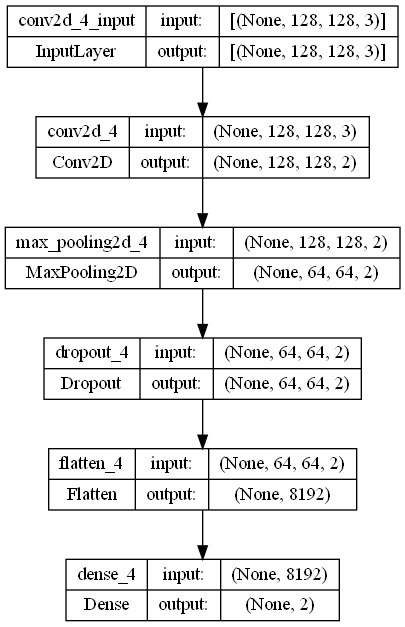 conv2d_4_input input: [(None, 128, 128, 3)]
InputLayer output: [(None, 128, 128, 3)]
conv2d_4 input: (None, 128, 128, 3)
Conv2D output: (None, 128, 128, 2)
max_pooling2d_4 input: (None, 128, 128, 2)
MaxPooling2D output: (None, 64, 64, 2)
dropout_4 input: (None, 64, 64, 2)
Dropout output: (None, 64, 64, 2)
flatten_4 input: (None, 64, 64, 2)
Flatten output: (None, 8192)
dense_4 input: (None, 8192)
Dense output: (None, 2)